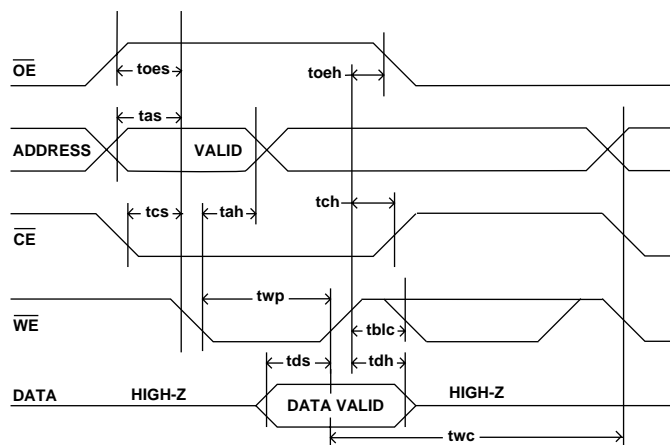 OE
toes
toeh
tas
ADDRESS
VALID
tcs
tah
tch
CE
twp
WE
tblc
tds
tdh
DATA
HIGH-Z
DATA VALID
HIGH-Z
twc